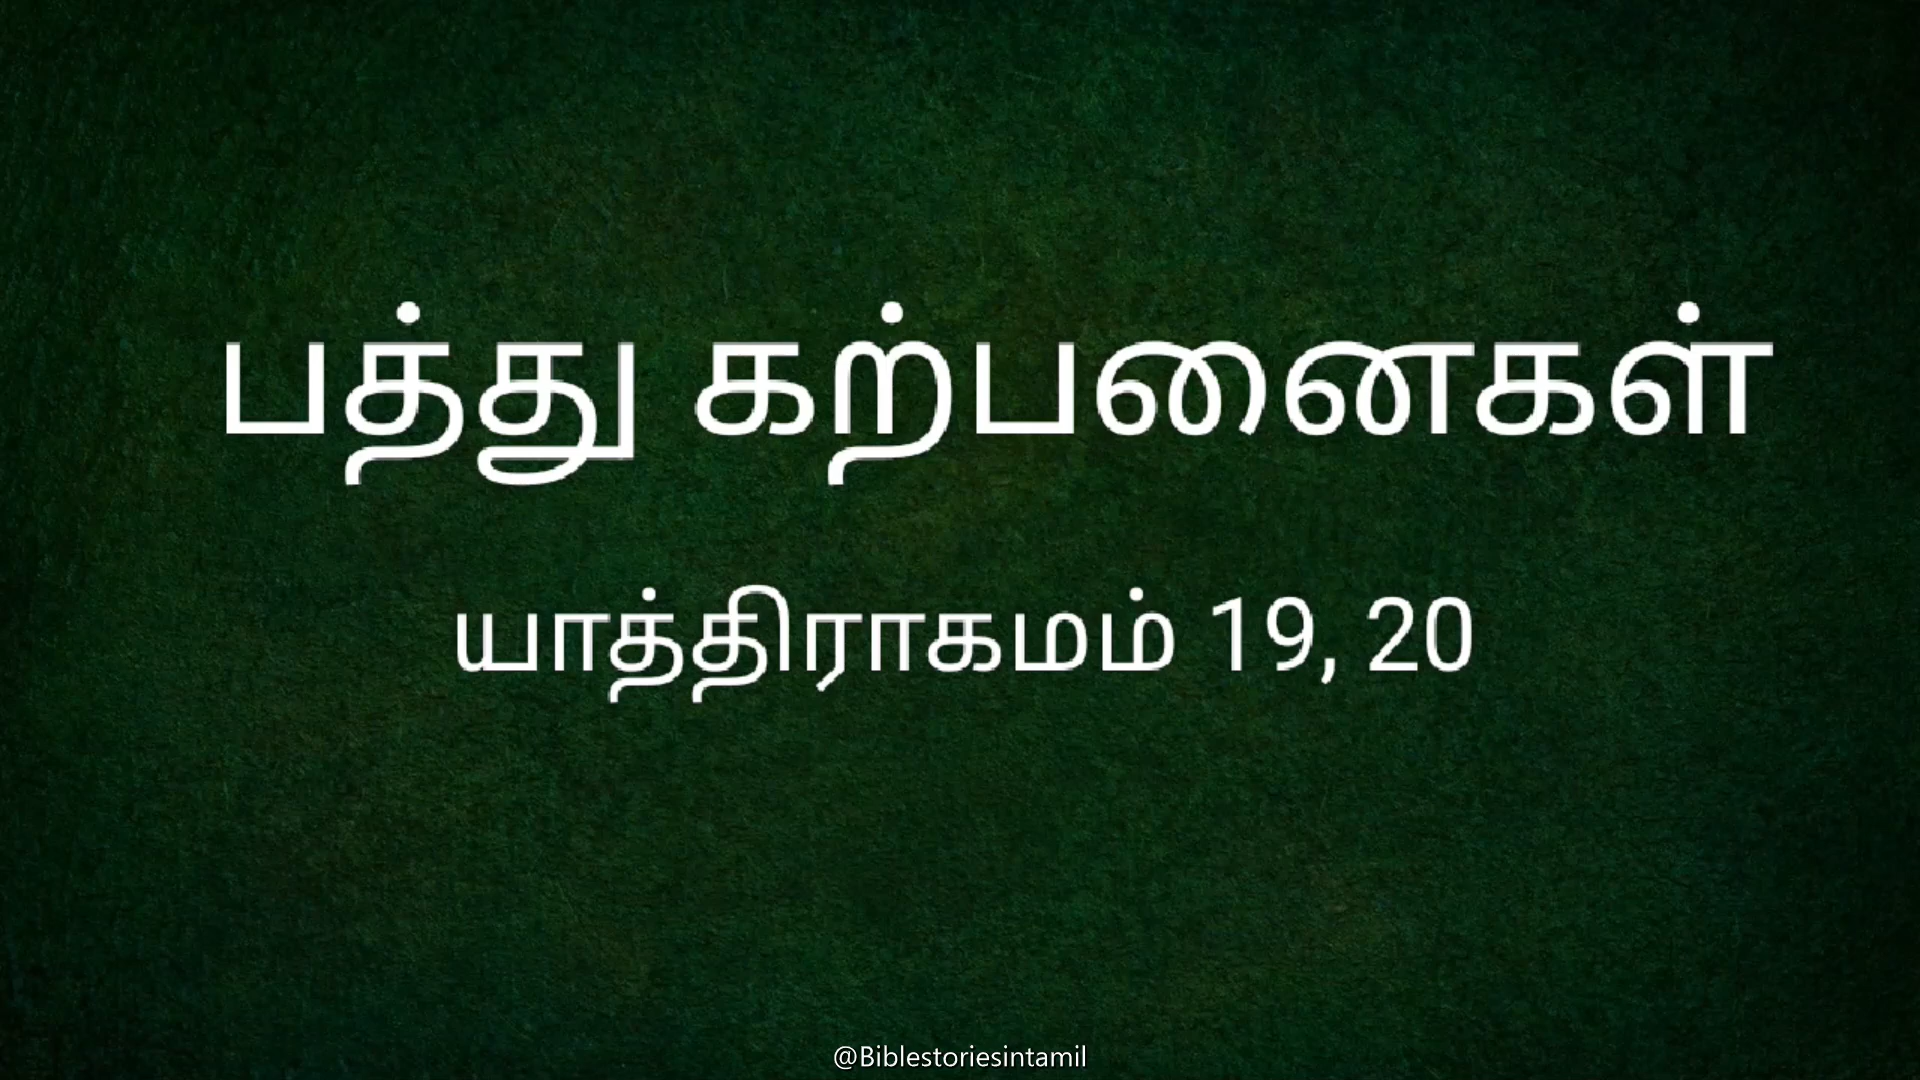 பத்து கற்பனைகள்
யாத்திராகமம் 19, 20
@Biblestoriesintamil